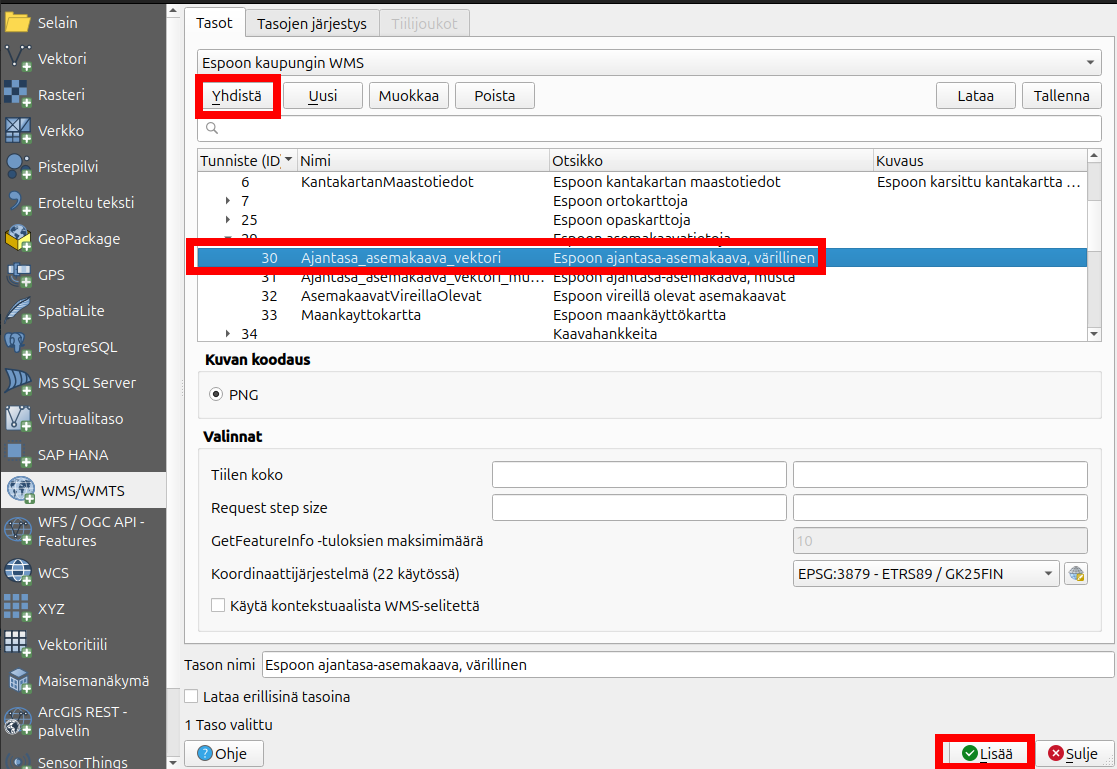 Selain
Vektori
Rasteri
Verkko
Pistepilvi
Eroteltu teksti
GeoPackage
GPS
SpatiaLite
PostgreSQL
MS SQL Server
Virtuaalitaso
SAP HANA
WMS/WMTS
WFS / OGC API -
Features
WCS
XYZ
Vektoritiili
Maisemanäkymä
ArcGIS REST -
palvelin
SensorThings
Tasot Tasojen järjestys Tiilijoukot
Espoon kaupungin WMS
Yhdistä Uusi Muokkaa Poista Lataa Tallenna
Tunniste (ID) Nimi Otsikko Kuvaus
6 KantakartanMaastotiedot Espoon kantakartan maastotiedot Espoon karsittu kantakartta ...
7 Espoon ortokarttoja
25 Espoon opaskarttoja
29 Espoon asemakaavatietoja
30 Ajantasa_asemakaava_vektori Espoon ajantasa-asemakaava, värillinen
31 Ajantasa_asemakaava_vektori_mu... Espoon ajantasa-asemakaava, musta
32 AsemakaavatVireillaOlevat Espoon vireillä olevat asemakaavat
33 Maankayttokartta Espoon maankäyttökartta
34 Kaavahankkeita
Kuvan koodaus
PNG
Valinnat
Tiilen koko
Request step size
GetFeatureInfo -tuloksien maksimimäärä 10
Koordinaattijärjestelmä (22 käytössä) EPSG:3879 - ETRS89 / GK25FIN
Käytä kontekstuaalista WMS-selitettä
Tason nimi Espoon ajantasa-asemakaava, värillinen
Lataa erillisinä tasoina
1 Taso valittu
Ohje Lisää Sulje